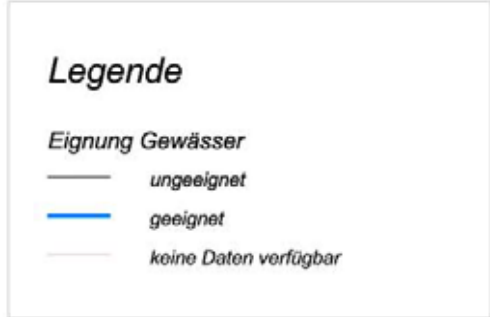 Legende
Eignung Gewässer
ungeeignet
geeignet
keine Daten verfügbar